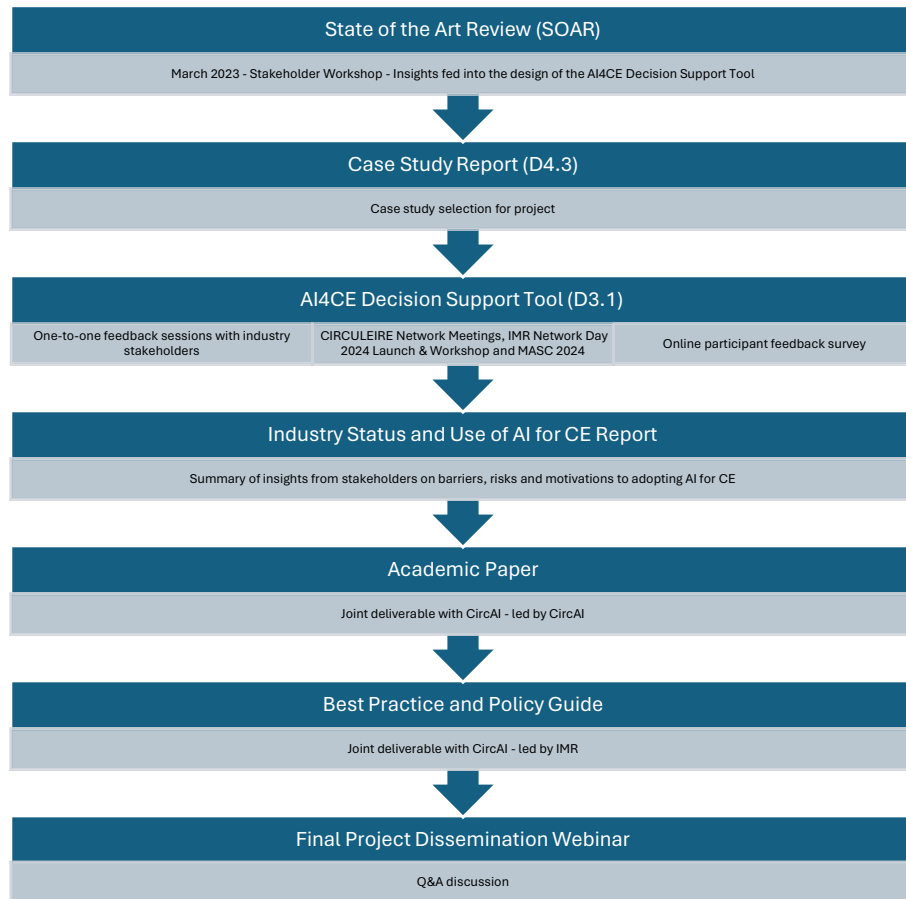 State of the Art Review (SOAR)
March 2023 - Stakeholder Workshop - Insights fed into the design of the AI4CE Decision Support Tool
Case Study Report (D4.3)
Case study selection for project
AI4CE Decision Support Tool (D3.1)
One-to-one feedback sessions with industry
stakeholders
CIRCULEIRE Network Meetings, IMR Network Day
2024 Launch & Workshop and MASC 2024
Online participant feedback survey
Industry Status and Use of AI for CE Report
Summary of insights from stakeholders on barriers, risks and motivations to adopting AI for CE
Academic Paper
Joint deliverable with CircAI - led by CircAI
Best Practice and Policy Guide
Joint deliverable with CircAI - led by IMR
Final Project Dissemination Webinar
Q&A discussion